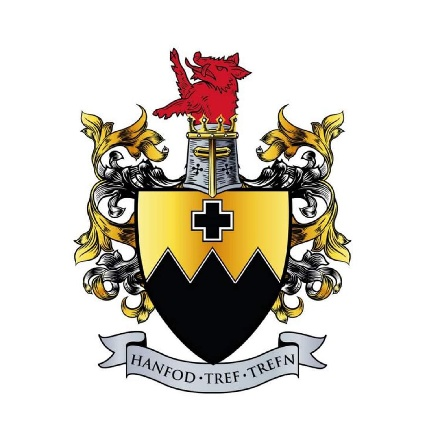 HANFOD · TREF · TREFN